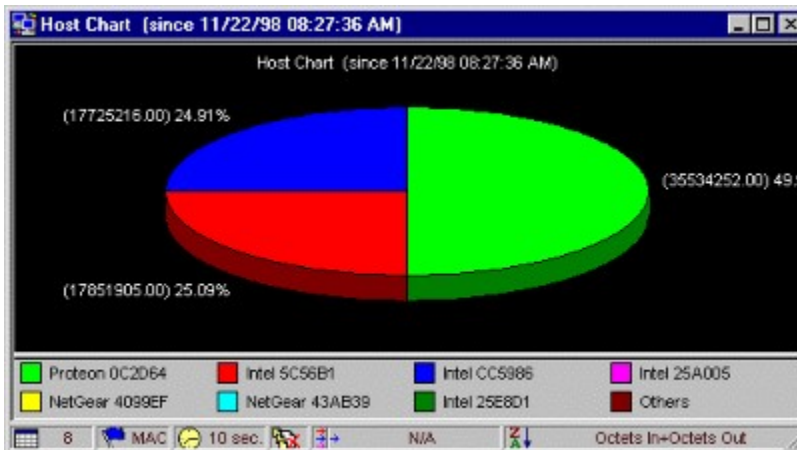 Host Chart (since 11/22/98 08:27:36 AM)
Host Chart (since 11/22/98 08:27:36 AM)
(17725216.00) 24.91%
(35534252.00) 49.
(17851905.00) 25.09%
Proteon 0C2D64 Intel 5C56B1 Intel CC5986 Intel 25A005
NetGear 4099EF NetGear 43AB39 Intel 25E8D1 Others
8 MAC 10 sec. N/A Z A Octets In+Octets Out